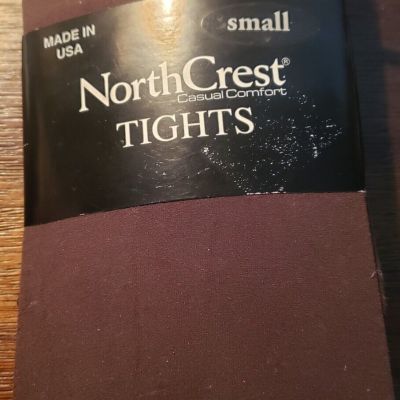 MADE IN
USA
small
NorthCrest®
Casual Comfort
TIGHTS